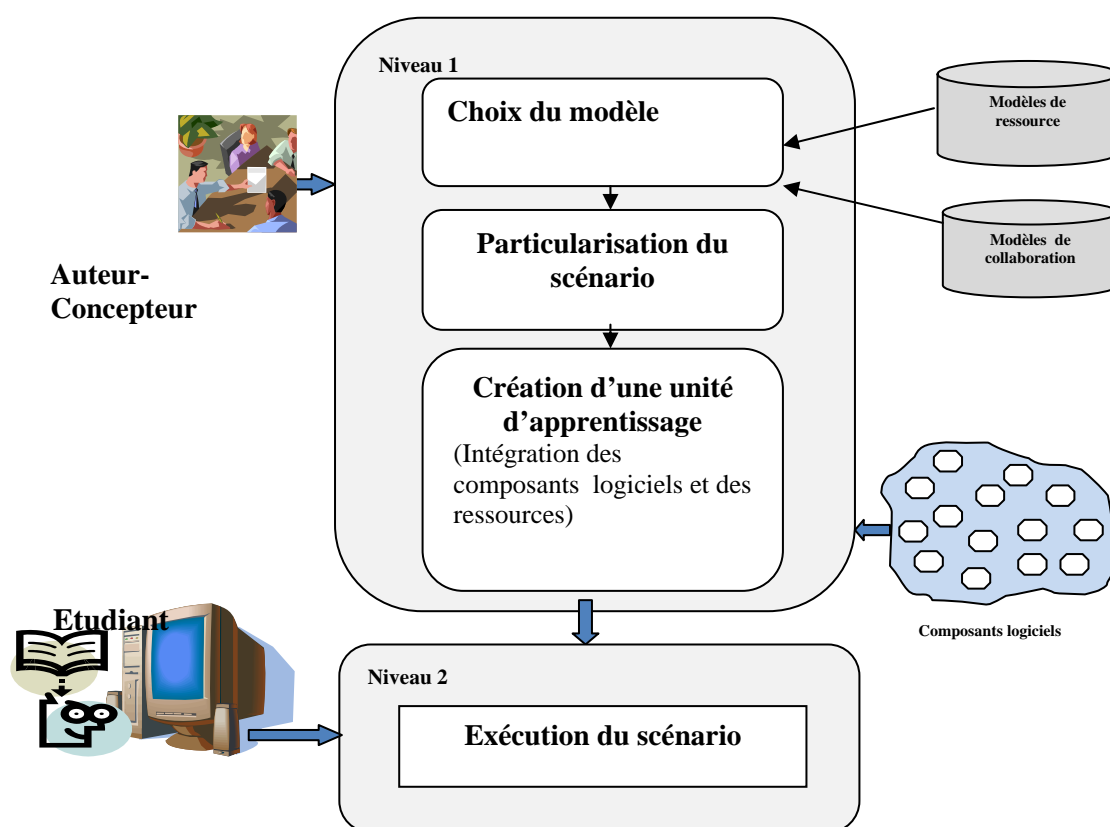 Niveau 1
Choix du modèle
Modèles de
ressource
Particularisation du
scénario
Modèles de
collaboration
Auteur-
Concepteur
Création d’une unité
d’apprentissage
(Intégration des
composants logiciels et des
ressources)
Composants logiciels
Etudiant
Niveau 2
Exécution du scénario